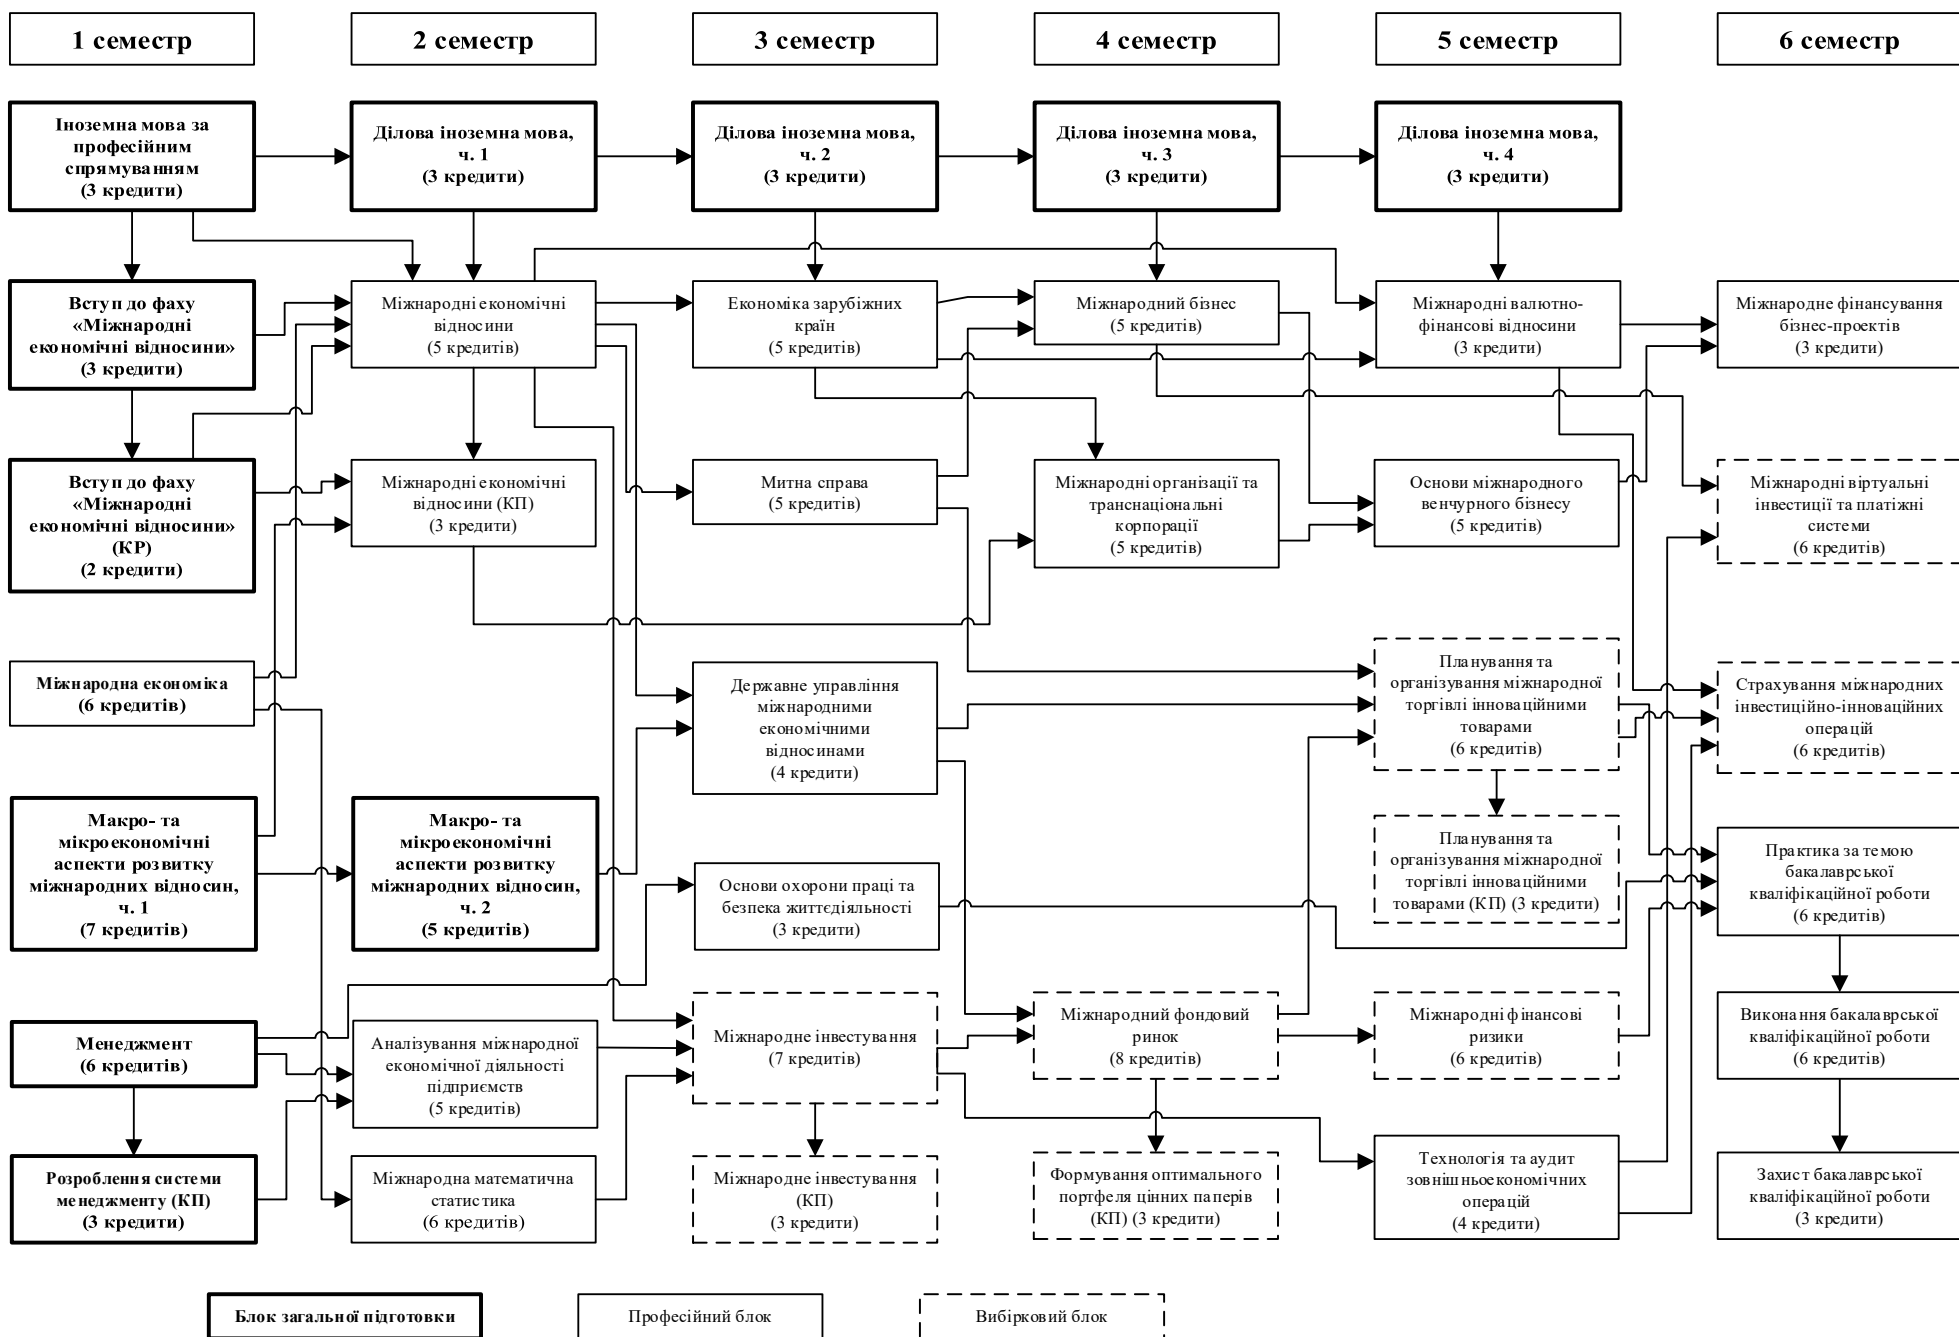 1 семестр
2 семестр
3 семестр
4 семестр
5 семестр
6 семестр
Іноземна мова за
професійним
спрямуванням
(3 кредити)
Ділова іноземна мова,
ч. 1
(3 кредити)
Ділова іноземна мова,
ч. 2
(3 кредити)
Ділова іноземна мова,
ч. 3
(3 кредити)
Ділова іноземна мова,
ч. 4
(3 кредити)
Вступ до фаху
«Міжнародні
економічні відносини»
(3 кредити)
Міжнародні економічні
відносини
(5 кредитів)
Економіка зарубіжних
країн
(5 кредитів)
Міжнародний бізнес
(5 кредитів)
Міжнародні валютно-
фінансові відносини
(3 кредити)
Міжнародне фінансування
бізнес-проектів
(3 кредити)
Вступ до фаху
«Міжнародні
економічні відносини»
(КР)
(2 кредити)
Міжнародні економічні
відносини (КП)
(3 кредити)
Митна справа
(5 кредитів)
Міжнародні організації та
транснаціональні
корпорації
(5 кредитів)
Основи міжнародного
венчурного бізнесу
(5 кредитів)
Міжнародні віртуальні
інвестиції та платіжні
системи
(6 кредитів)
Міжнародна економіка
(6 кредитів)
Державне управління
міжнародними
економічними
відносинами
(4 кредити)
Планування та
організування міжнародної
торгівлі інноваційними
товарами
(6 кредитів)
Страхування міжнародних
інвестиційно-інноваційних
операцій
(6 кредитів)
Макро- та
мікроекономічні
аспекти розвитку
міжнародних відносин,
ч. 1
(7 кредитів)
Макро- та
мікроекономічні
аспекти розвитку
міжнародних відносин,
ч. 2
(5 кредитів)
Основи охорони праці та
безпека життєдіяльності
(3 кредити)
Планування та
організування міжнародної
торгівлі інноваційними
товарами (КП) (3 кредити)
Практика за темою
бакалаврської
кваліфікаційної роботи
(6 кредитів)
Менеджмент
(6 кредитів)
Аналізування міжнародної
економічної діяльності
підприємств
(5 кредитів)
Міжнародне інвестування
(7 кредитів)
Міжнародний фондовий
ринок
(8 кредитів)
Міжнародні фінансові
ризики
(6 кредитів)
Виконання бакалаврської
кваліфікаційної роботи
(6 кредитів)
Розроблення системи
менеджменту (КП)
(3 кредити)
Міжнародна математична
статистика
(6 кредитів)
Міжнародне інвестування
(КП)
(3 кредити)
Формування оптимального
портфеля цінних паперів
(КП) (3 кредити)
Технологія та аудит
зовнішньоекономічних
операцій
(4 кредити)
Захист бакалаврської
кваліфікаційної роботи
(3 кредити)
Блок загальної підготовки
Професійний блок
Вибірковий блок